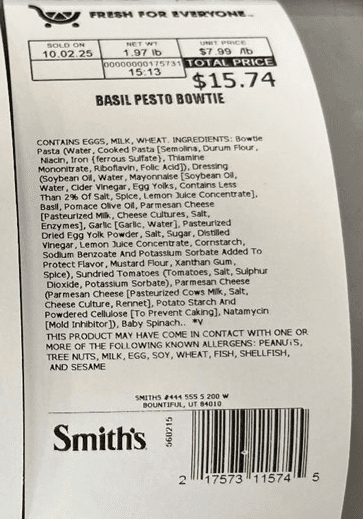 FRESH FOR EVERYONE™
SOLD ON
NET WT
UNIT PRICE
10.02.25
1.97 lb
$7.99 /lb
00000000175731
15:13
TOTAL PRICE
$15.74
BASIL PESTO BOWTIE
CONTAINS EGGS, MILK, WHEAT. INGREDIENTS: Bowtie
Pasta (Water, Cooked Pasta [Semolina, Durum Flour,
Niacin, Iron {ferrous Sulfate}, Thiamine
Mononitrate, Riboflavin, Folic Acid]), Dressing
(Soybean Oil, Water, Mayonnaise [Soybean Oil,
Water, Cider Vinegar, Egg Yolks, Contains Less
Than 2% Of Salt, Spice, Lemon Juice Concentrate],
Basil, Pomace Olive Oil, Parmesan Cheese
[Pasteurized Milk, Cheese Cultures, Salt,
Enzymes], Garlic [Garlic, Water], Pasteurized
Dried Egg Yolk Powder, Salt, Sugar, Distilled
Vinegar, Lemon Juice Concentrate, Cornstarch,
Sodium Benzoate And Potassium Sorbate Added To
Protect Flavor, Mustard Flour, Xanthan Gum,
Spice), Sundried Tomatoes (Tomatoes, Salt, Sulphur
Dioxide, Potassium Sorbate), Parmesan Cheese
(Parmesan Cheese [Pasteurized Cows Milk, Salt,
Cheese Culture, Rennet], Potato Starch And
Powdered Cellulose [To Prevent Caking], Natamycin
[Mold Inhibitor]), Baby Spinach.. *V
THIS PRODUCT MAY HAVE COME IN CONTACT WITH ONE OR
MORE OF THE FOLLOWING KNOWN ALLERGENS: PEANUTS,
TREE NUTS, MILK, EGG, SOY, WHEAT, FISH, SHELLFISH,
AND SESAME
SMITHS #444 555 S 200 W
BOUNTIFUL, UT 84010
Smith's
560215
2 17573 11574 5